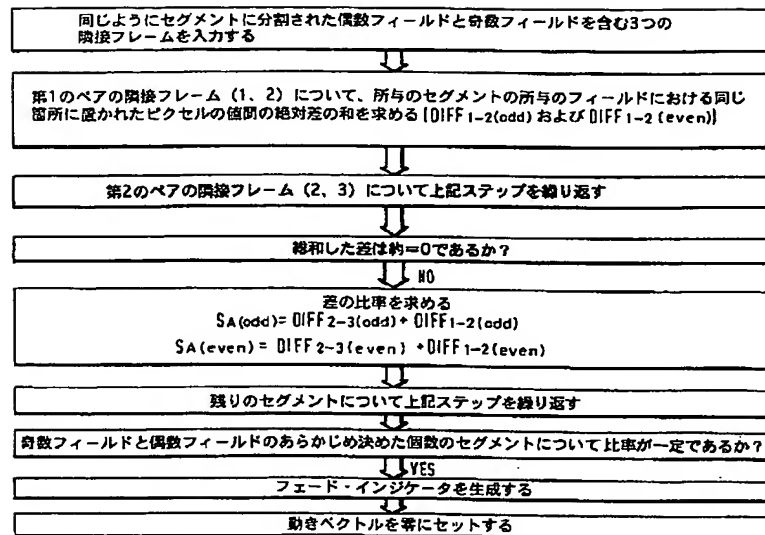 同じようにセグメントに分割された偶数フィールドと奇数フィールドを含む3つの
隣接フレームを入力する
第1のペアの隣接フレーム(1、2)について、所与のセグメントの所与のフィールドにおける同じ
箇所に置かれたピクセルの値間の絶対差の和を求める[DIFF1-2(odd) およびDIFF1-2(even)]
第2のペアの隣接フレーム(2、3)について上記ステップを繰り返す
総和した差は約=0であるか?
NO
差の比率を求める
SA(odd)= DIFF2-3(odd)+ DIFF1-2(odd)
SA(even)= DIFF2-3(even) +DIFF1-2(even)
残りのセグメントについて上記ステップを繰り返す
奇数フィールドと偶数フィールドのあらかじめ決めた個数のセグメントについて比率が一定であるか?
YES
フェード・インジケータを生成する
動きベクトルを零にセットする